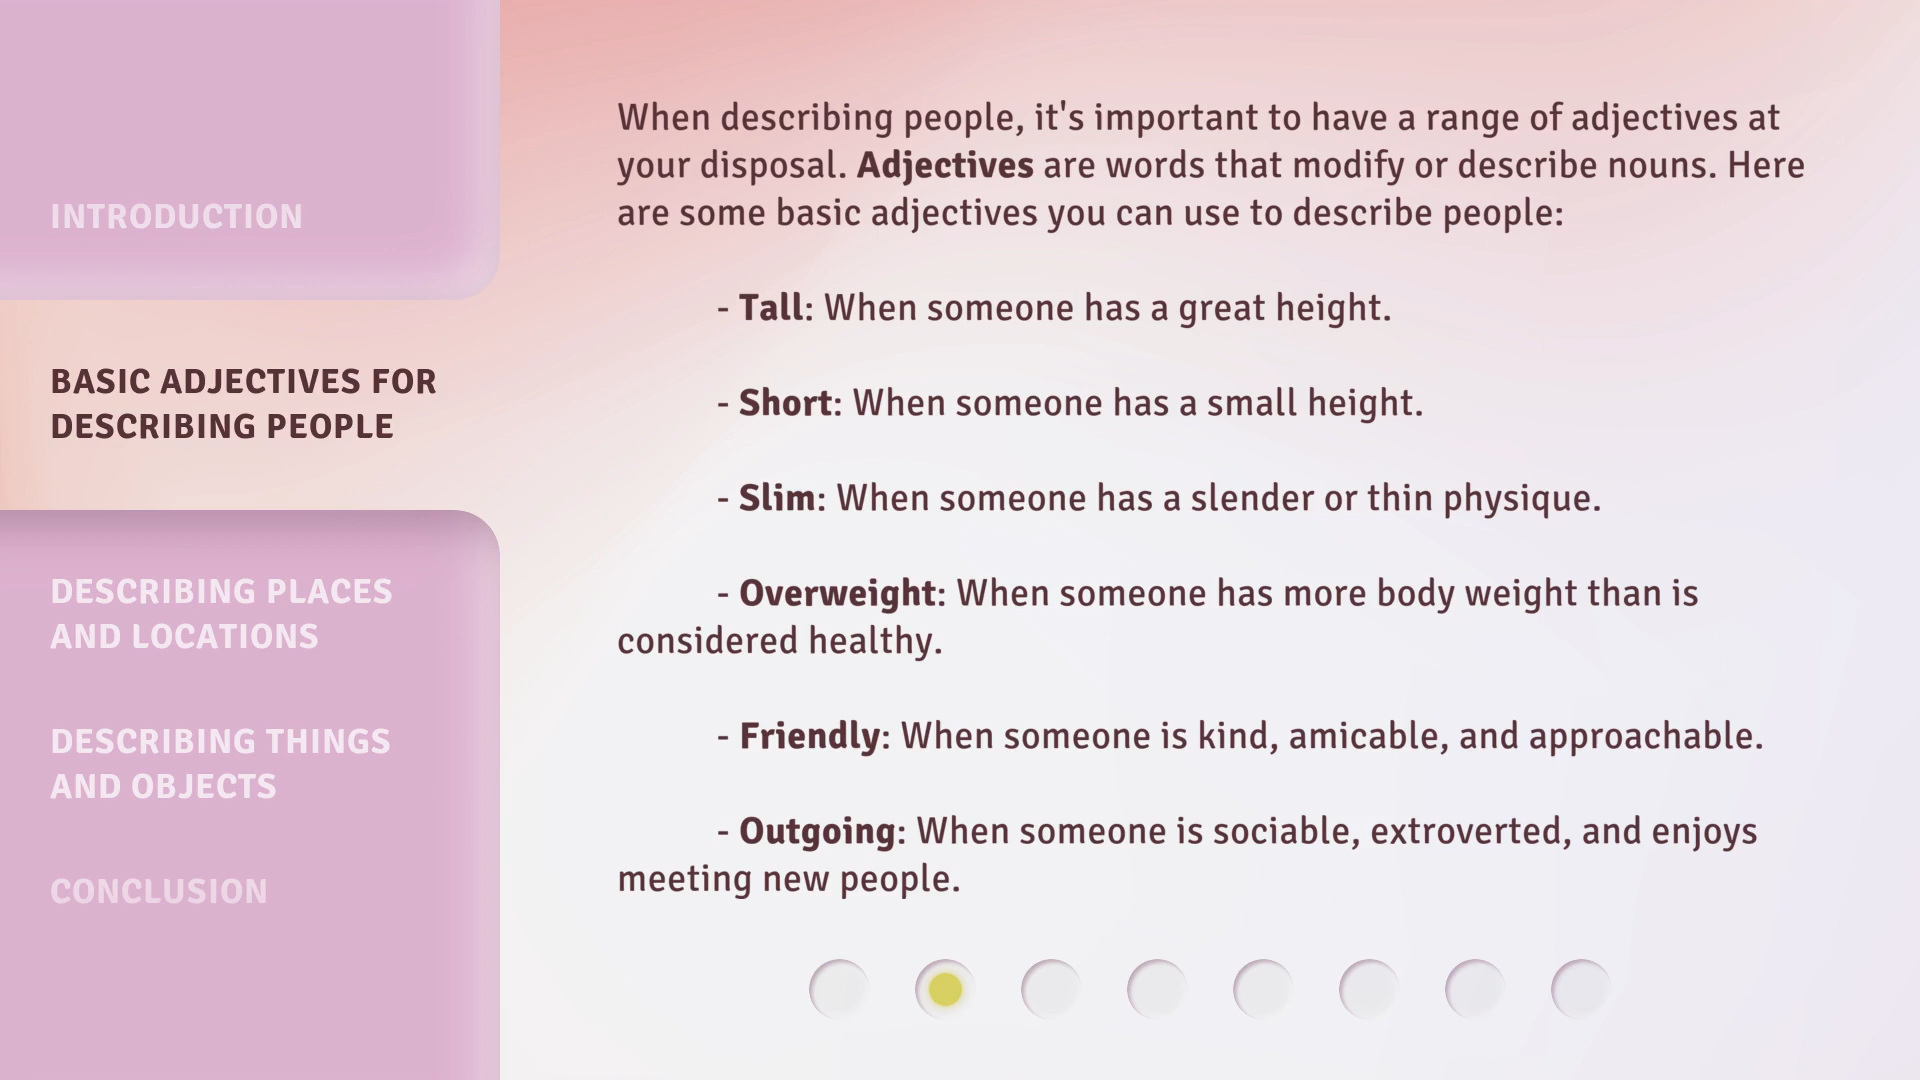 INTRODUCTION
BASIC ADJECTIVES FOR
DESCRIBING PEOPLE
DESCRIBING PLACES
AND LOCATIONS
DESCRIBING THINGS
AND OBJECTS
CONCLUSION
When describing people, it's important to have a range of adjectives at
your disposal. Adjectives are words that modify or describe nouns. Here
are some basic adjectives you can use to describe people:
- Tall: When someone has a great height.
- Short: When someone has a small height.
- Slim: When someone has a slender or thin physique.
- Overweight: When someone has more body weight than is
considered healthy.
- Friendly: When someone is kind, amicable, and approachable.
- Outgoing: When someone is sociable, extroverted, and enjoys
meeting new people.